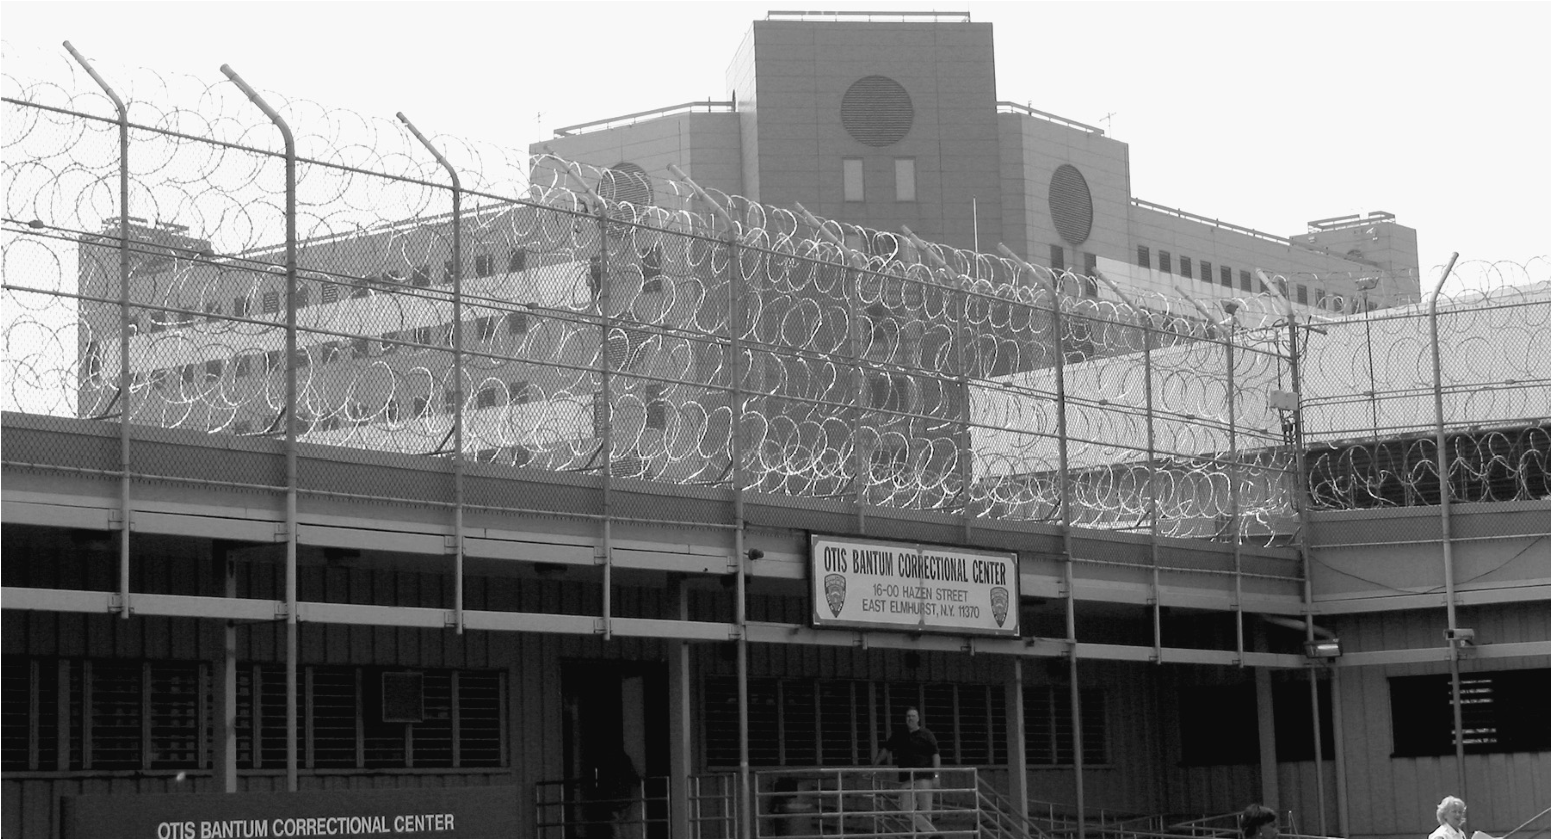 OTIS BANTUM CORRECTIONAL CENTER
16-00 HAZEN STREET
EAST ELMHURST, N.Y. 11370
OTIS BANTUM CORRECTIONAL CENTER